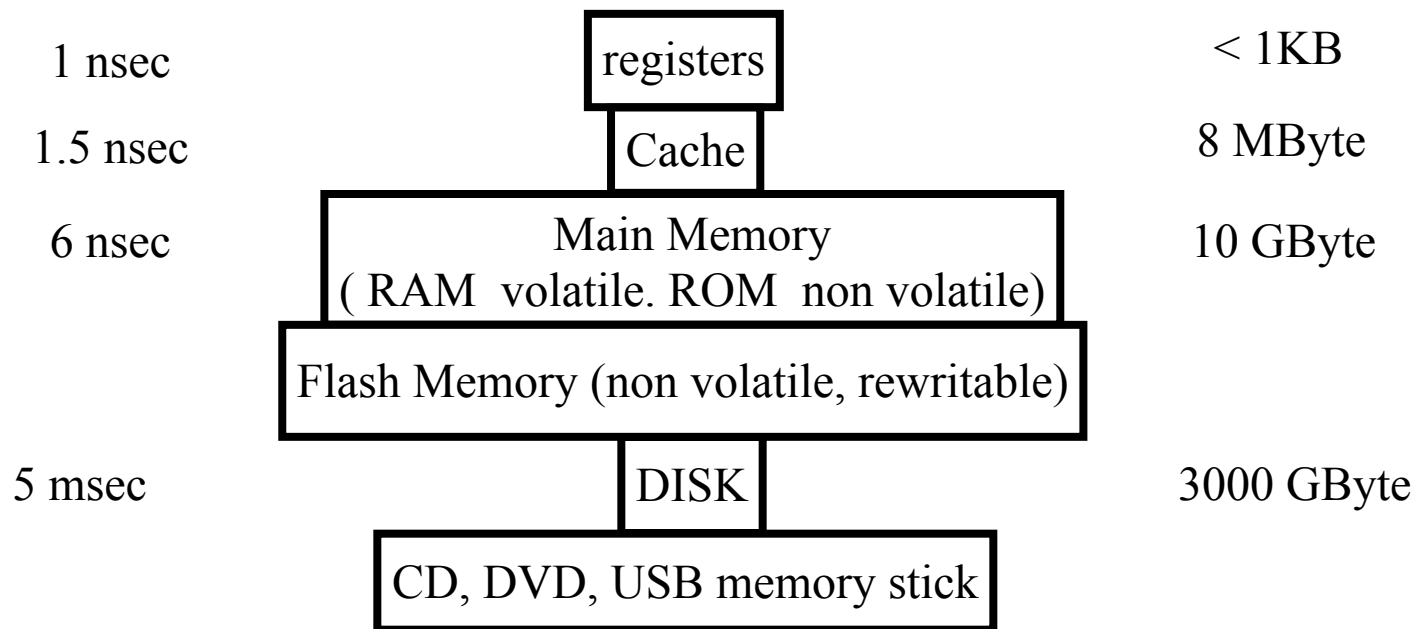 1 nsec registers < 1KB
1.5 nsec Cache 8 MByte
6 nsec Main Memory 10 GByte
( RAM volatile. ROM non volatile)
Flash Memory (non volatile, rewritable)
5 msec DISK 3000 GByte
CD, DVD, USB memory stick